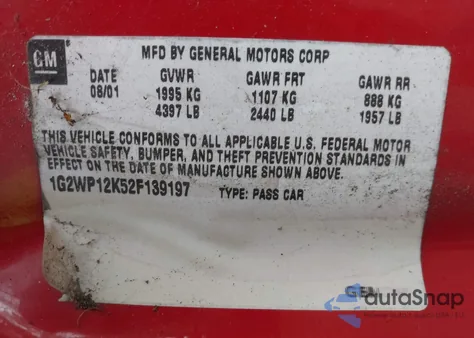 GM
MFD BY GENERAL MOTORS CORP
DATE GVWR GAWR FRT GAWR RR
08/01 1995 KG 1107 KG 888 KG
4397 LB 2440 LB 1957 LB
THIS VEHICLE CONFORMS TO ALL APPLICABLE U.S. FEDERAL MOTOR
VEHICLE SAFETY, BUMPER, AND THEFT PREVENTION STANDARDS IN
EFFECT ON THE DATE OF MANUFACTURE SHOWN ABOVE.
1G2WP12K52F139197 TYPE: PASS CAR
autaSnap